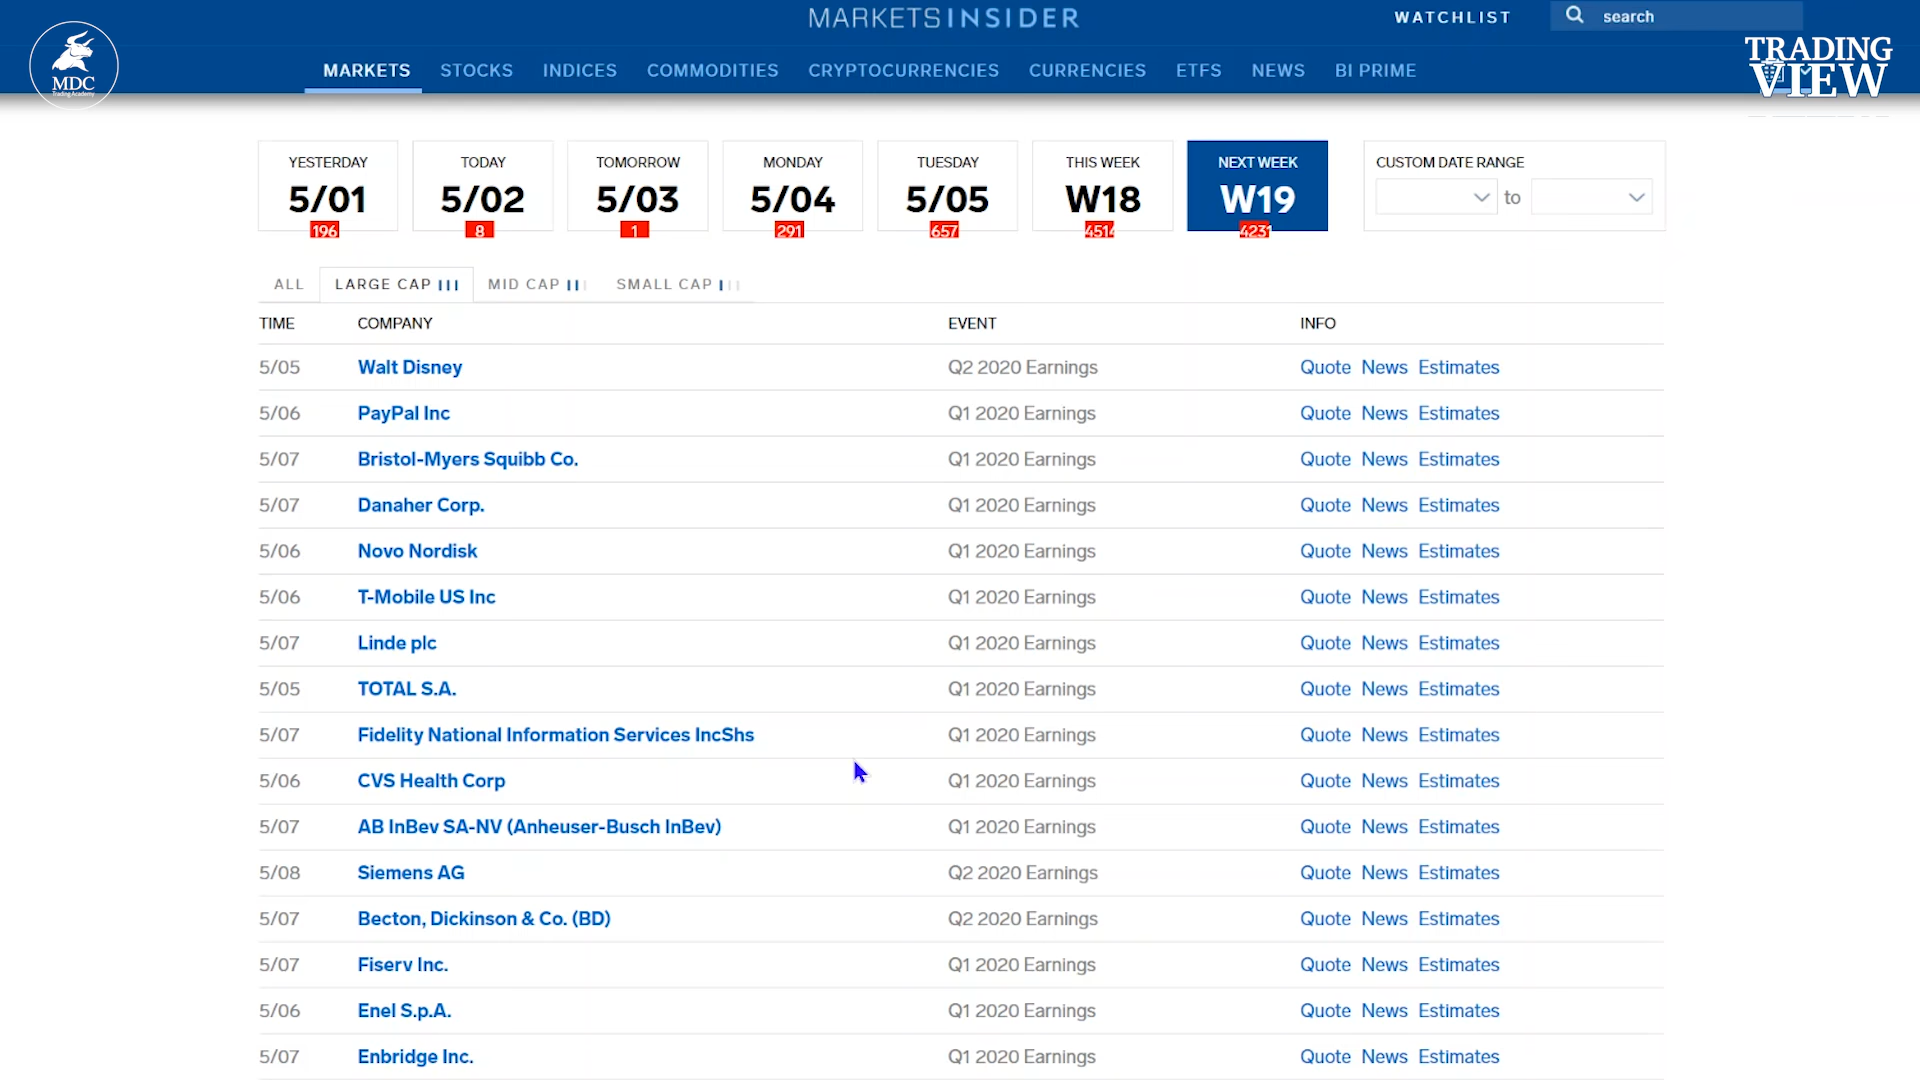 MARKETS INSIDER
WATCHLIST
search
MDC
Trading Academy
TRADING
VIEW
MARKETS STOCKS INDICES COMMODITIES CRYPTOCURRENCIES CURRENCIES ETFS NEWS BI PRIME
YESTERDAY
5/01
196
TODAY
5/02
8
TOMORROW
5/03
1
MONDAY
5/04
291
TUESDAY
5/05
657
THIS WEEK
W18
4514
NEXT WEEK
W19
4231
CUSTOM DATE RANGE
to
ALL LARGE CAP MID CAP SMALL CAP
TIME COMPANY EVENT INFO
5/05 Walt Disney Q2 2020 Earnings Quote News Estimates
5/06 PayPal Inc Q1 2020 Earnings Quote News Estimates
5/07 Bristol-Myers Squibb Co. Q1 2020 Earnings Quote News Estimates
5/07 Danaher Corp. Q1 2020 Earnings Quote News Estimates
5/06 Novo Nordisk Q1 2020 Earnings Quote News Estimates
5/06 T-Mobile US Inc Q1 2020 Earnings Quote News Estimates
5/07 Linde plc Q1 2020 Earnings Quote News Estimates
5/05 TOTAL S.A. Q1 2020 Earnings Quote News Estimates
5/07 Fidelity National Information Services IncShs Q1 2020 Earnings Quote News Estimates
5/06 CVS Health Corp Q1 2020 Earnings Quote News Estimates
5/07 AB InBev SA-NV (Anheuser-Busch InBev) Q1 2020 Earnings Quote News Estimates
5/08 Siemens AG Q2 2020 Earnings Quote News Estimates
5/07 Becton, Dickinson & Co. (BD) Q2 2020 Earnings Quote News Estimates
5/07 Fiserv Inc. Q1 2020 Earnings Quote News Estimates
5/06 Enel S.p.A. Q1 2020 Earnings Quote News Estimates
5/07 Enbridge Inc. Q1 2020 Earnings Quote News Estimates